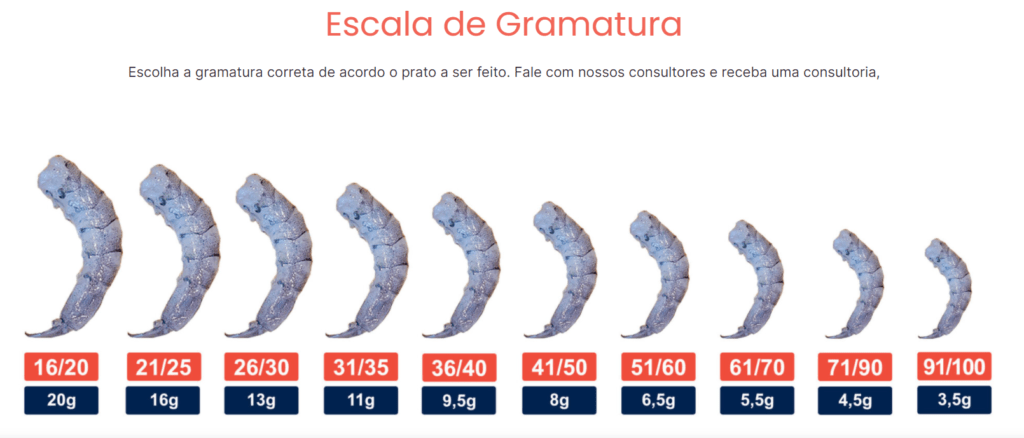 Escala de Gramatura
Escolha a gramatura correta de acordo o prato a ser feito. Fale com nossos consultores e receba uma consultoria,
16/20 21/25 26/30 31/35 36/40 41/50 51/60 61/70 71/90 91/100
20g 16g 13g 11g 9,5g 8g 6,5g 5,5g 4,5g 3,5g